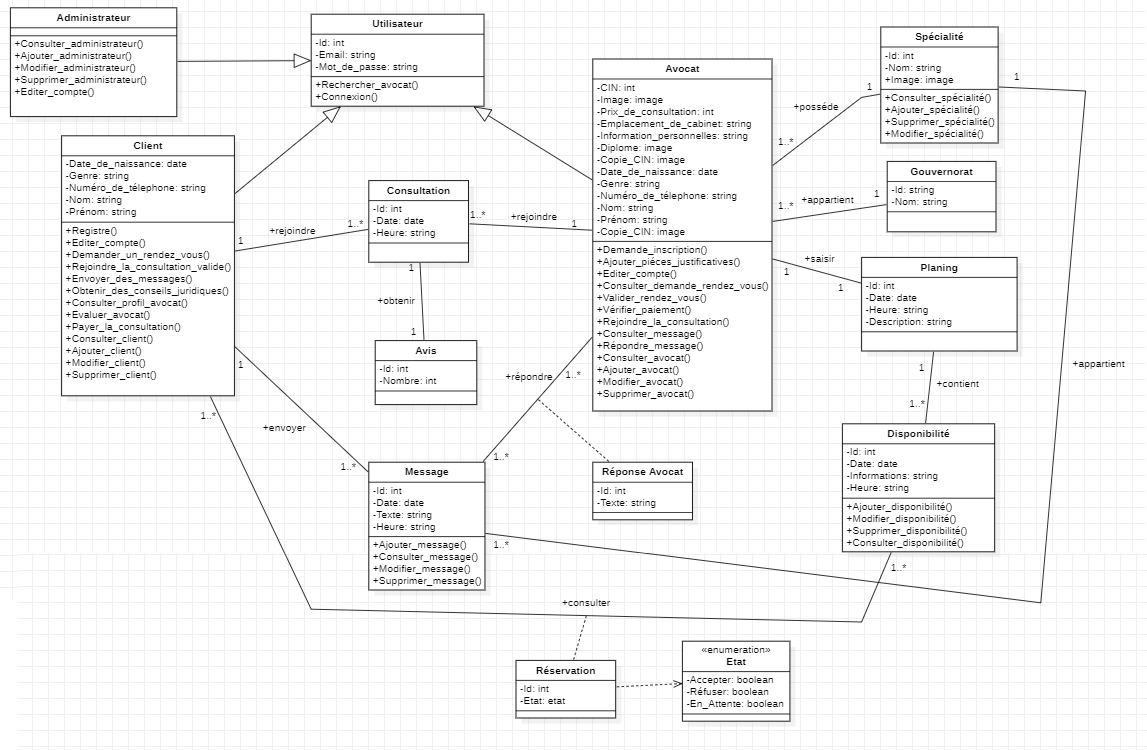 Administrateur
+Consulter_administrateur()
+Ajouter_administrateur()
+Modifier_administrateur()
+Supprimer_administrateur()
+Editer_compte()
Utilisateur
-Id: int
-Email: string
-Mot_de_passe: string
+Rechercher_avocat()
+Connexion()
Avocat
-CIN: int
-Image: image
-Prix_de_consultation: int
-Emplacement_de_cabinet: string
-Information_personnelles: string
-Diplome: image
-Copie_CIN: image
-Date_de_naissance: date
-Genre: string
-Numéro_de_télephone: string
-Nom: string
-Prénom: string
-Copie_CIN: image
+Demande_inscription()
+Ajouter_piéces_justificatives()
+Editer_compte()
+Consulter_demande_rendez_vous()
+Valider_rendez_vous()
+Vérifier_paiement()
+Rejoindre_la_consultation()
+Consulter_message()
+Répondre_message()
+Consulter_avocat()
+Ajouter_avocat()
+Modifier_avocat()
+Supprimer_avocat()
Spécialité
-Id: int
-Nom: string
+Image: image
+Consulter_spécialité()
+Ajouter_spécialité()
+Supprimer_spécialité()
+Modifier_spécialité()
1
1
+posséde
1..*
Client
-Date_de_naissance: date
-Genre: string
-Numéro_de_télephone: string
-Nom: string
-Prénom: string
+Registre()
+Editer_compte()
+Demander_un_rendez_vous()
+Rejoindre_la_consultation_valide()
+Envoyer_des_messages()
+Obtenir_des_conseils_juridiques()
+Consulter_profil_avocat()
+Evaluer_avocat()
+Payer_la_consultation()
+Consulter_client()
+Ajouter_client()
+Modifier_client()
+Supprimer_client()
Consultation
-Id: int
-Date: date
-Heure: string
1
+rejoindre
1..*
1..*
+rejoindre
1
Gouvernorat
-Id: string
-Nom: string
1..*
+appartient
1
1
+obtenir
1
Avis
-Id: int
-Nombre: int
+saisir
1
1
Planing
-Id: int
-Date: date
-Heure: string
-Description: string
1
+contient
1..*
+appartient
+répondre
1..*
1..*
1
+envoyer
1..*
1..*
Message
-Id: int
-Date: date
-Texte: string
-Heure: string
+Ajouter_message()
+Consulter_message()
+Modifier_message()
+Supprimer_message()
1..*
Réponse Avocat
-Id: int
-Texte: string
Disponibilité
-Id: int
-Date: date
-Informations: string
-Heure: string
+Ajouter_disponibilité()
+Modifier_disponibilité()
+Supprimer_disponibilité()
+Consulter_disponibilité()
1..*
+consulter
Réservation
-Id: int
-Etat: etat
«enumeration»
Etat
-Accepter: boolean
-Réfuser: boolean
-En_Attente: boolean